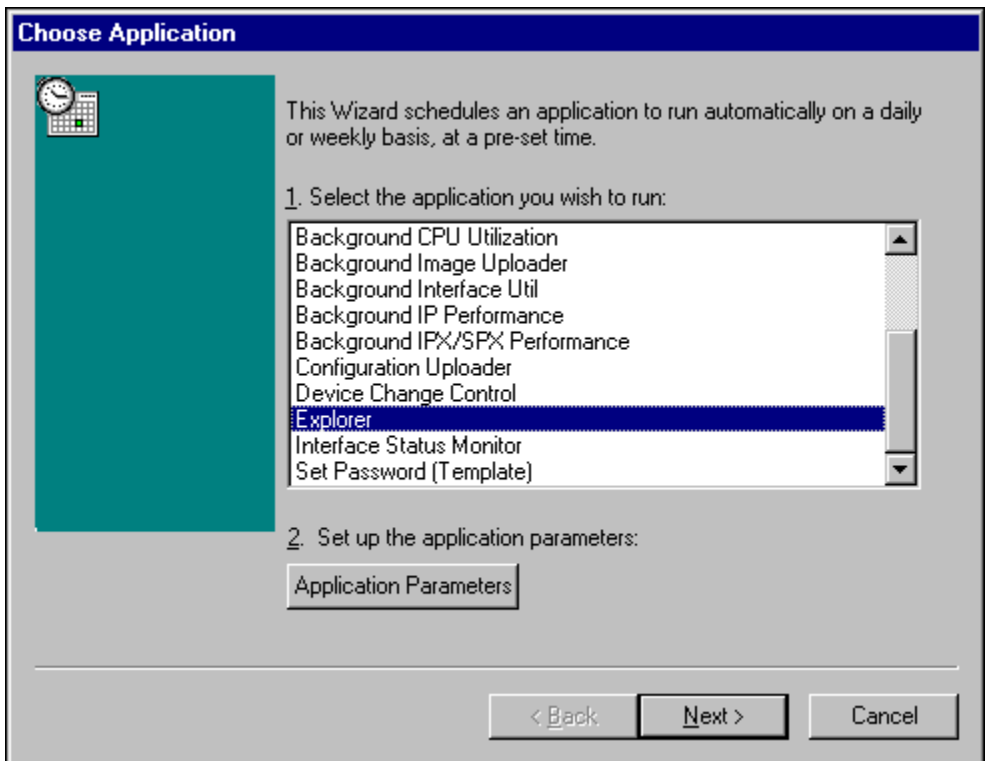 Choose Application
This Wizard schedules an application to run automatically on a daily
or weekly basis, at a pre-set time.
1. Select the application you wish to run:
Background CPU Utilization
Background Image Uploader
Background Interface Util
Background IP Performance
Background IPX/SPX Performance
Configuration Uploader
Device Change Control
Explorer
Interface Status Monitor
Set Password (Template)
2. Set up the application parameters:
Application Parameters
< Back
Next >
Cancel